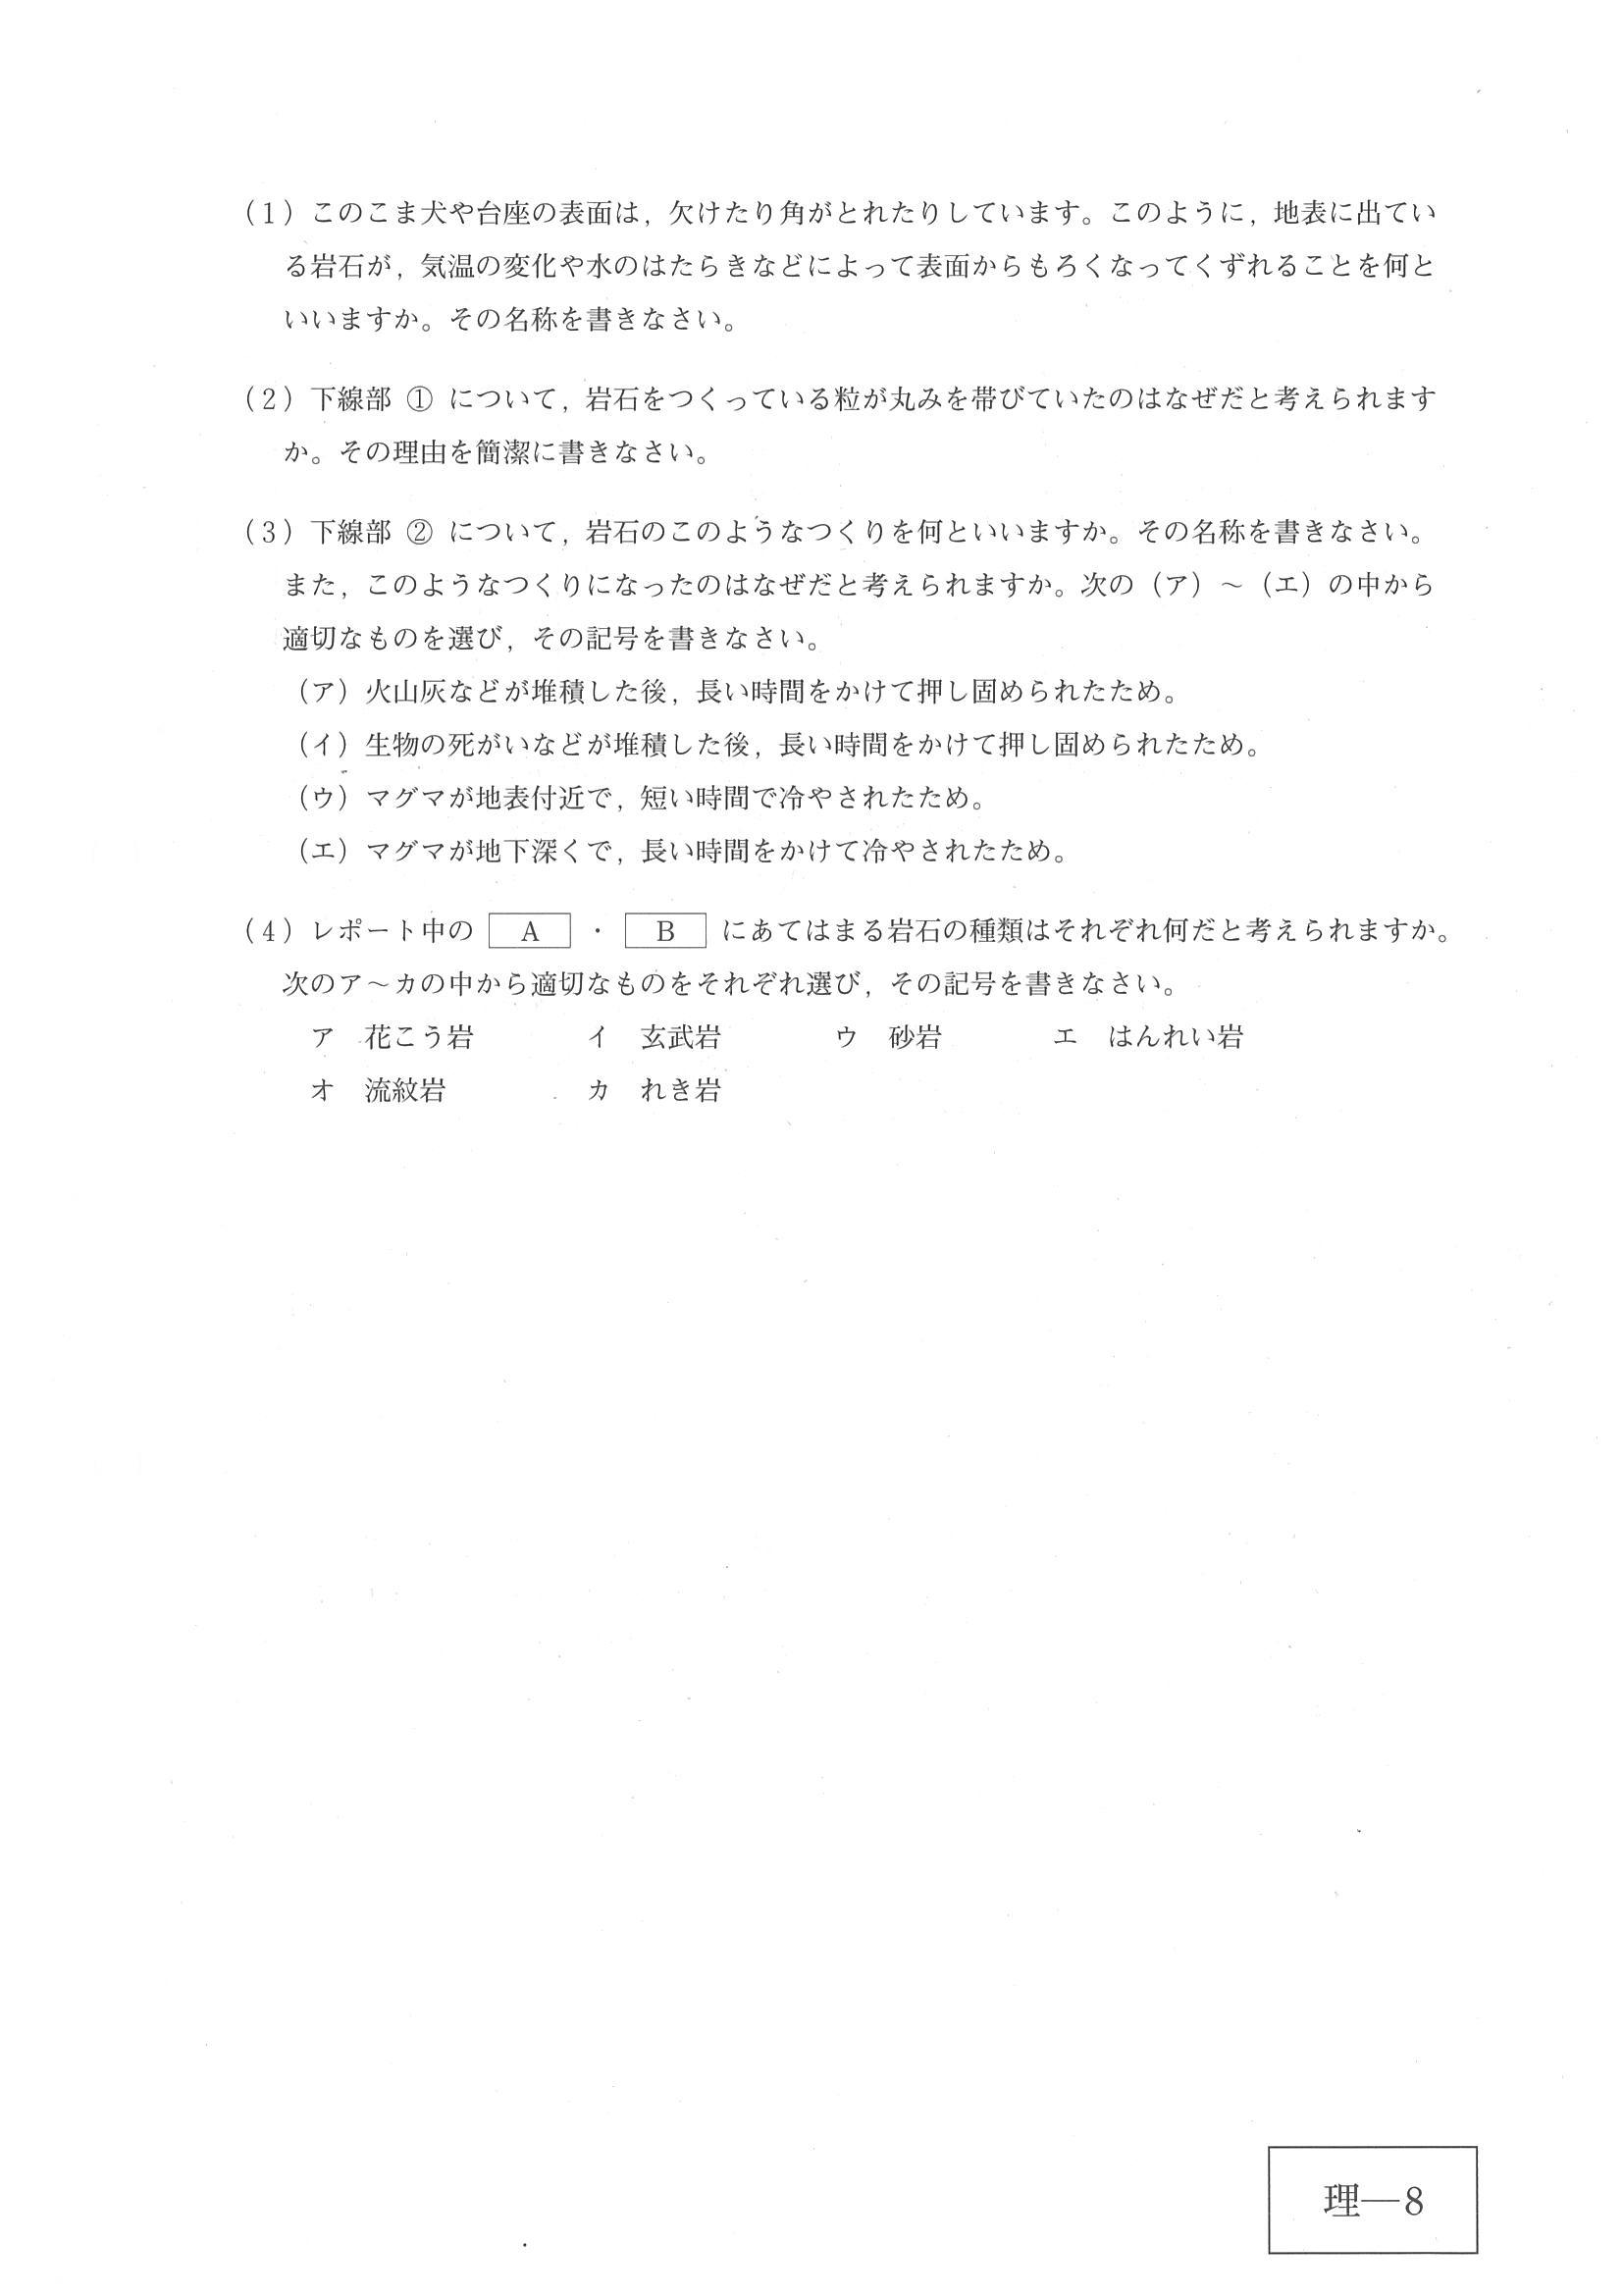 (1) このこま犬や台座の表面は，欠けたり角がとれたりしています。このように，地表に出てい
る岩石が，気温の変化や水のはたらきなどによって表面からもろくなってくずれることを何と
いいますか。その名称を書きなさい。
(2) 下線部 ① について，岩石をつくっている粒が丸みを帯びていたのはなぜだと考えられます
か。その理由を簡潔に書きなさい。
(3) 下線部 ② について，岩石のこのようなつくりを何といいますか。その名称を書きなさい。
また，このようなつくりになったのはなぜだと考えられますか。次の（ア）～（エ）の中から
適切なものを選び，その記号を書きなさい。
（ア）火山灰などが堆積した後，長い時間をかけて押し固められたため。
（イ）生物の死がいなどが堆積した後，長い時間をかけて押し固められたため。
（ウ）マグマが地表付近で，短い時間で冷やされたため。
（エ）マグマが地下深くで，長い時間をかけて冷やされたため。
(4) レポート中の A ・ B にあてはまる岩石の種類はそれぞれ何だと考えられますか。
次のア～カの中から適切なものをそれぞれ選び，その記号を書きなさい。
ア 花こう岩 イ 玄武岩 ウ 砂岩 エ はんれい岩
オ 流紋岩 カ れき岩
理―8